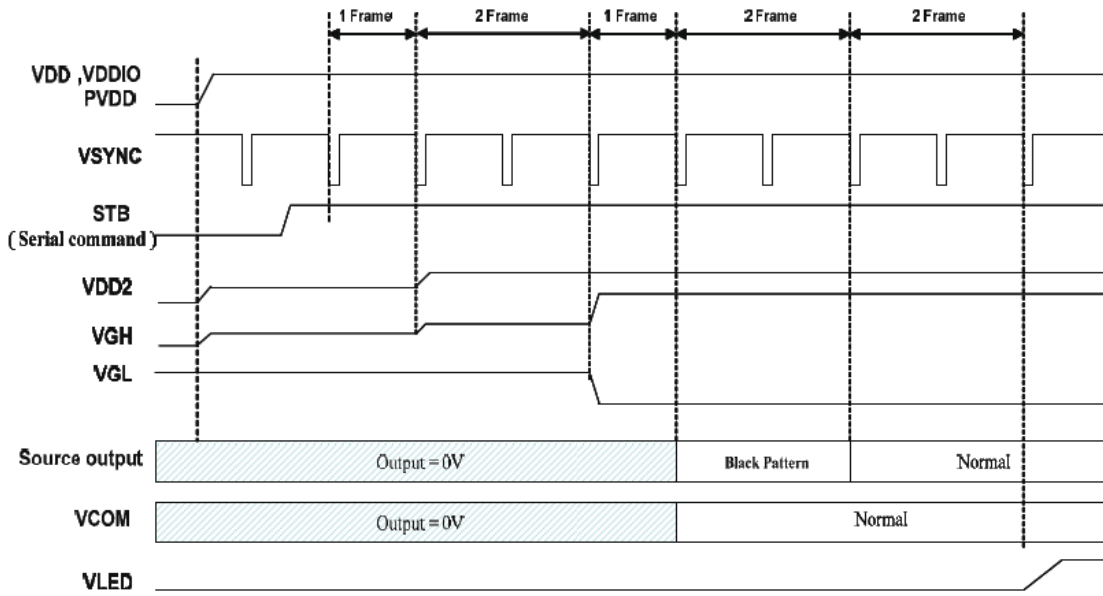 1 Frame
2 Frame
1 Frame
2 Frame
2 Frame
VDD ,VDDIO
PVDD
VSYNC
STB
( Serial command )
VDD2
VGH
VGL
Source output
Output = 0V
Black Pattern
Normal
VCOM
Output = 0V
Normal
VLED